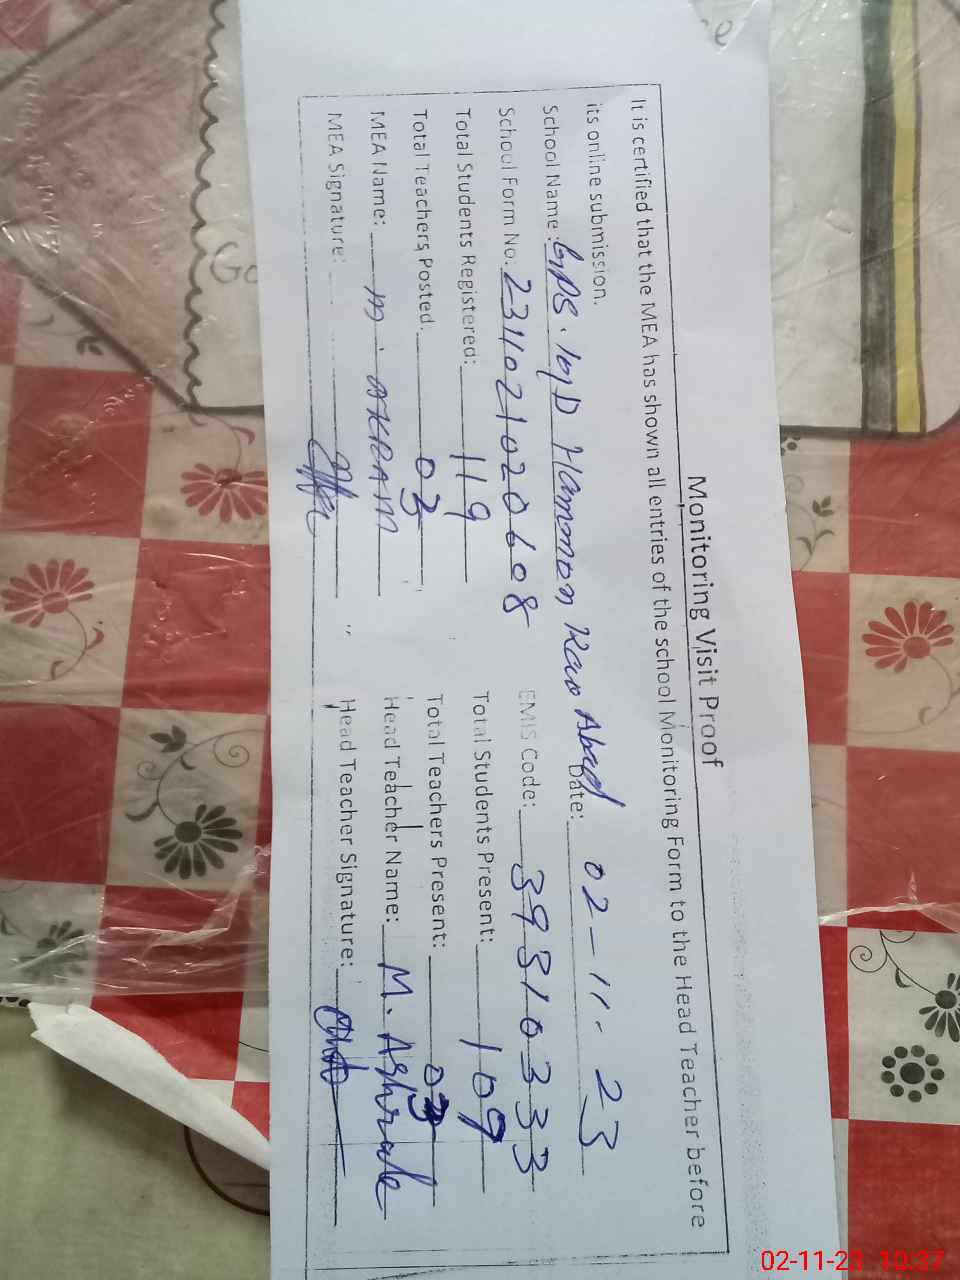 Monitoring Visit Proof
It is certified that the MEA has shown all entries of the school Monitoring Form to the Head Teacher before
its online submission.
School Name: GPS. Hammon Abad Date: 02-11-23
School Form No: 2311021020608 EMIS Code: 39310333
Total Students Registered: 119 Total Students Present: 109
Total Teachers Posted: 03 Total Teachers Present: 03
MEA Name: M. AKRAM Head Teacher Name: M. Ashraf
MEA Signature: Head Teacher Signature:
02-11-23 10:37